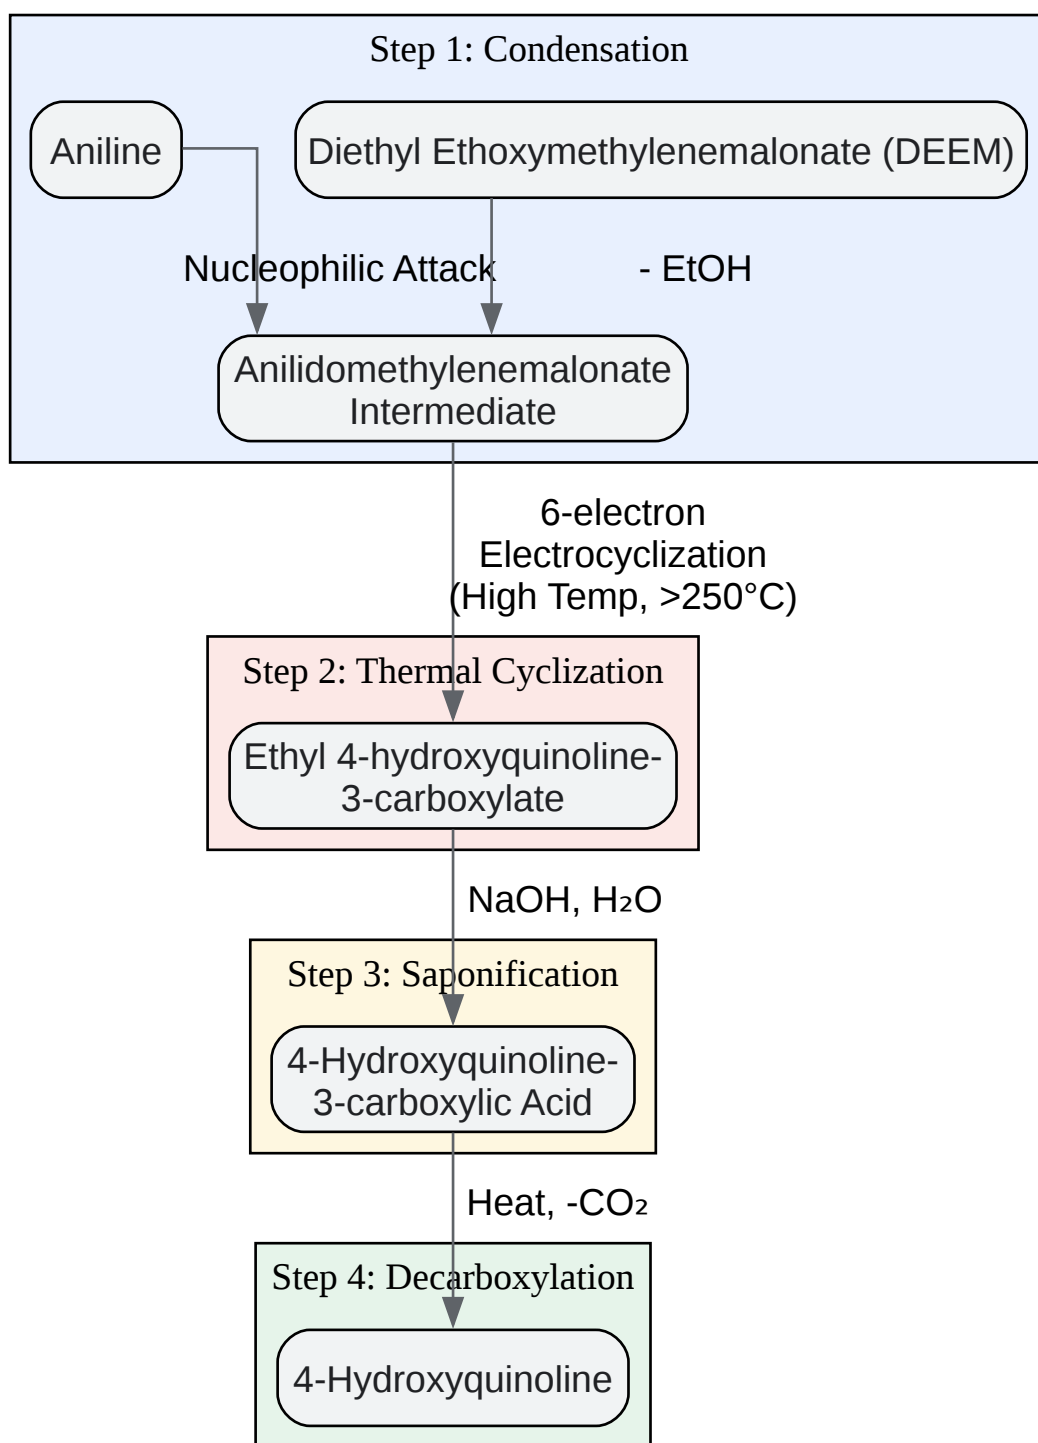 Step 1: Condensation
Aniline
Diethyl Ethoxymethylenemalonate (DEEM)
Nucleophilic Attack
- EtOH
Anilidomethylenemalonate
Intermediate
6-electron
Electrocyclization
(High Temp, >250°C)
Step 2: Thermal Cyclization
Ethyl 4-hydroxyquinoline-
3-carboxylate
NaOH, H₂O
Step 3: Saponification
4-Hydroxyquinoline-
3-carboxylic Acid
Heat, -CO₂
Step 4: Decarboxylation
4-Hydroxyquinoline